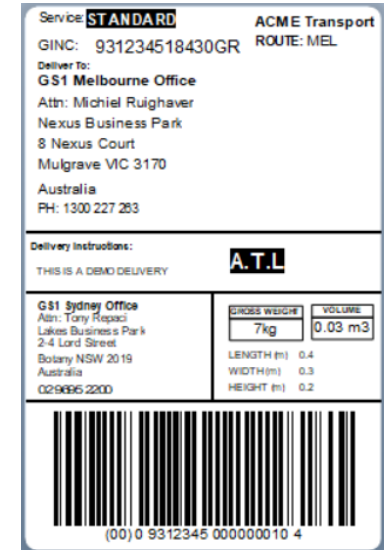 Service: STANDARD
ACME Transport
GINC: 931234518430GR
ROUTE: MEL
Deliver To:
GS1 Melbourne Office
Attn: Michiel Ruighaver
Nexus Business Park
8 Nexus Court
Mulgrave VIC 3170
Australia
PH: 1300 227 263
Delivery Instructions:
THIS IS A DEMO DELIVERY
A.T.L
GS1 Sydney Office
Attn: Tony Repaci
Lakes Business Park
2-4 Lord Street
Botany NSW 2019
Australia
029695 2200
GROSS WEIGHT
7kg
VOLUME
0.03 m3
LENGTH (m) 0.4
WIDTH (m) 0.3
HEIGHT (m) 0.2
(00) 0 9312345 000000010 4